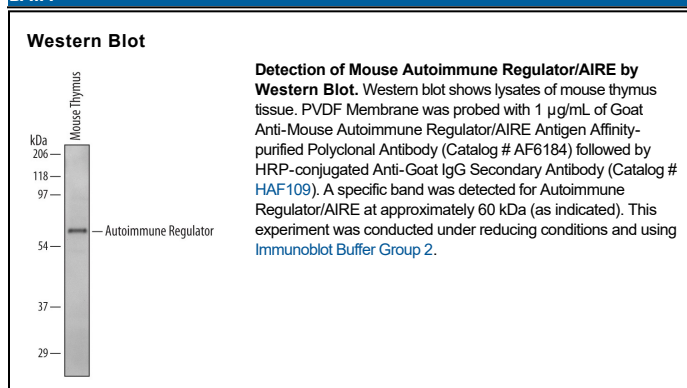 Western Blot
Mouse Thymus
kDa
206
118
97
54
37
29
Autoimmune Regulator
Detection of Mouse Autoimmune Regulator/AIRE by
Western Blot. Western blot shows lysates of mouse thymus
tissue. PVDF Membrane was probed with 1 µg/mL of Goat
Anti-Mouse Autoimmune Regulator/AIRE Antigen Affinity-
purified Polyclonal Antibody (Catalog # AF6184) followed by
HRP-conjugated Anti-Goat IgG Secondary Antibody (Catalog #
HAF109). A specific band was detected for Autoimmune
Regulator/AIRE at approximately 60 kDa (as indicated). This
experiment was conducted under reducing conditions and using
Immunoblot Buffer Group 2.